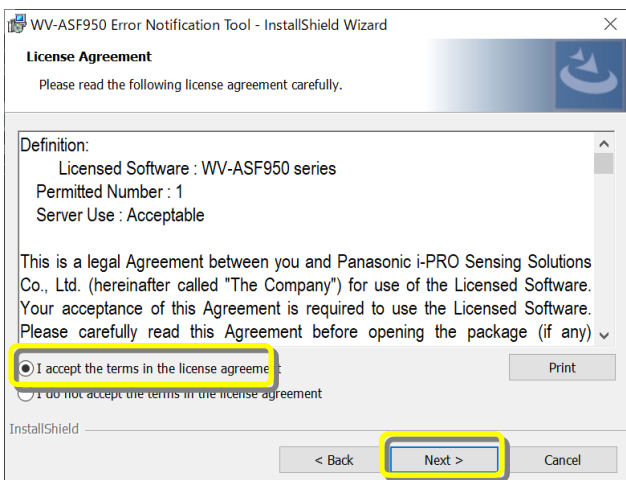 WV-ASF950 Error Notification Tool - InstallShield Wizard
License Agreement
Please read the following license agreement carefully.
Definition:
Licensed Software : WV-ASF950 series
Permitted Number : 1
Server Use : Acceptable
This is a legal Agreement between you and Panasonic i-PRO Sensing Solutions
Co., Ltd. (hereinafter called "The Company") for use of the Licensed Software.
Your acceptance of this Agreement is required to use the Licensed Software.
Please carefully read this Agreement before opening the package (if any)
I accept the terms in the license agreement
Print
I do not accept the terms in the license agreement
InstallShield
< Back
Next >
Cancel